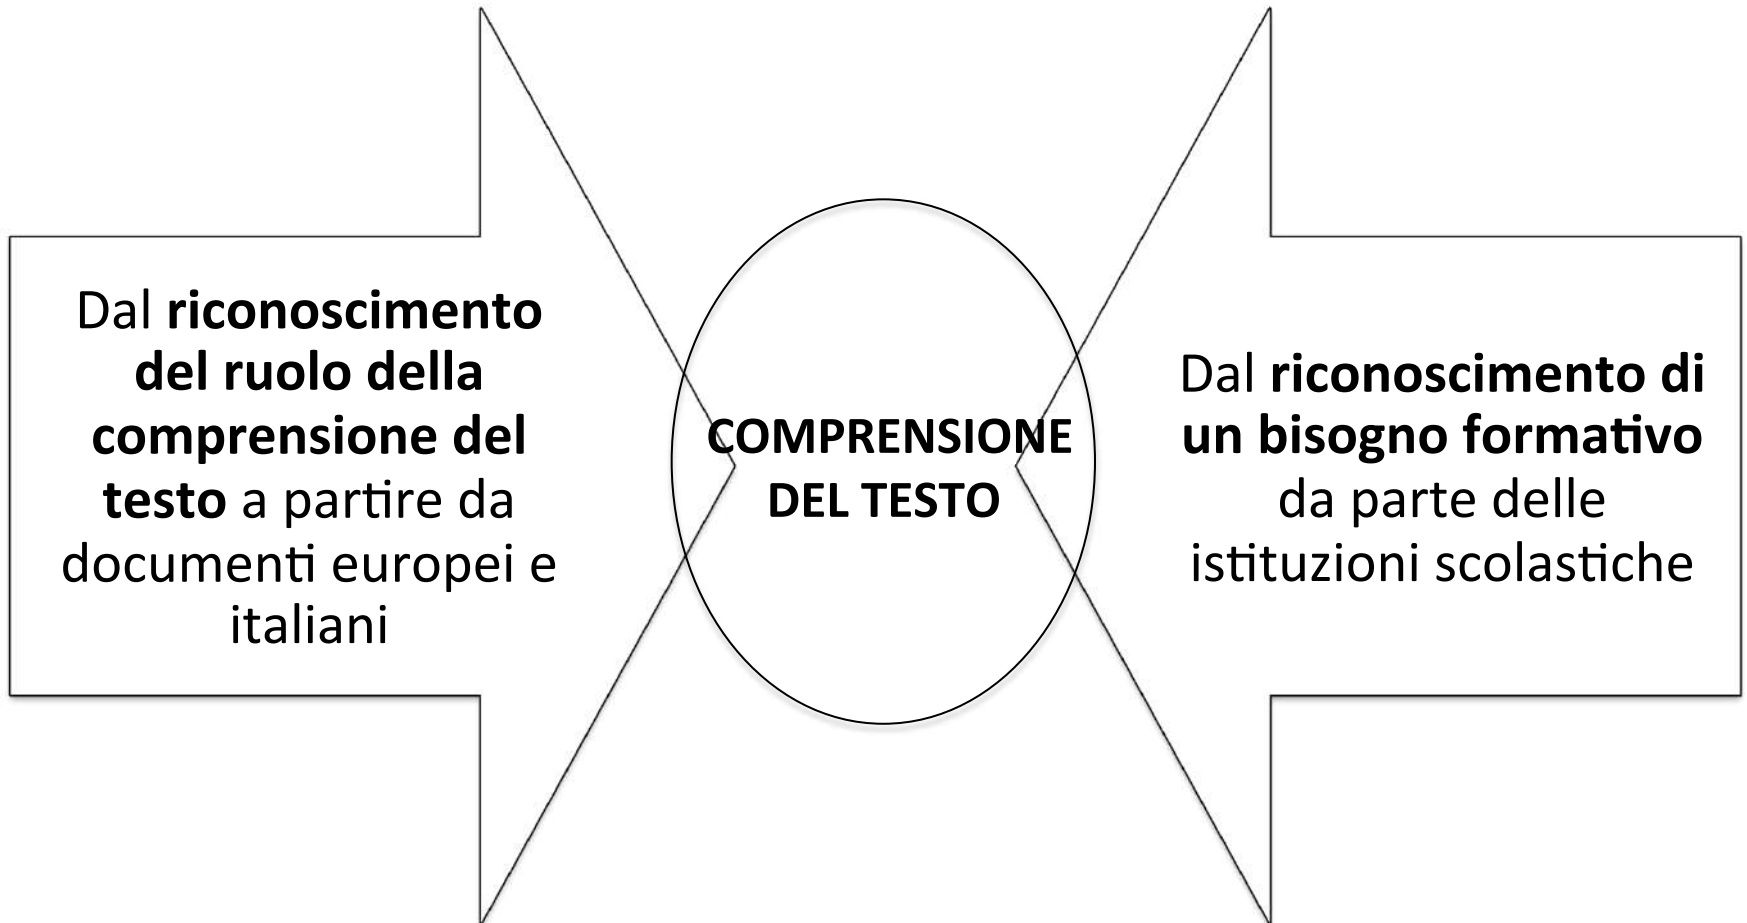 Dal riconoscimento
del ruolo della
comprensione del
testo a partire da
documenti europei e
italiani
COMPRENSIONE
DEL TESTO
Dal riconoscimento di
un bisogno formativo
da parte delle
istituzioni scolastiche